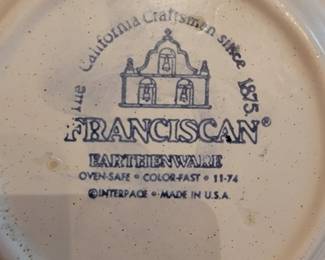 The California Craftsmen since 1875.
FRANCISCAN®
EARTHENWARE
OVEN-SAFE • COLOR-FAST • 11-74
©INTERPACE • MADE IN U.S.A.